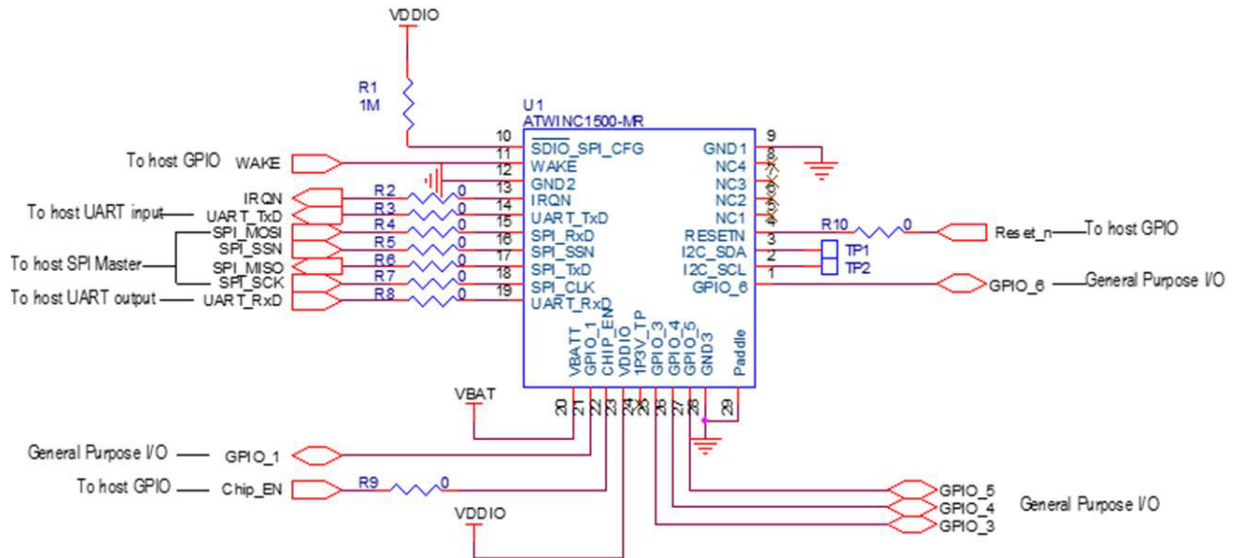 VDDIO
R1
1M
U1
ATWINC1500-MR
10
SDIO_SPI_CFG
11
WAKE
12
GND2
13
IRQN
14
UART_TxD
15
SPI_RxD
16
SPI_SSN
17
SPI_TxD
18
SPI_CLK
19
UART_RxD
9
GND1
8
NC4
7
NC3
6
NC2
5
NC1
4
RESETN
3
I2C_SDA
2
I2C_SCL
1
GPIO_6
To host GPIO WAKE
IRQN R2 0
To host UART input UART_TxD R3 0
SPI_MOSI R4 0
SPI_SSN R5 0
To host SPI Master
SPI_MISO R6 0
SPI_SCK R7 0
To host UART output UART_RxD R8 0
R10 0 Reset_n To host GPIO
TP1
TP2
GPIO_6 General Purpose I/O
VBATT
GPIO_1
CHIP_EN
VDDIO
1P3V_TP
GPIO_3
GPIO_4
GPIO_5
GND3
Paddle
20
21
22
23
24
25
26
27
28
29
VBAT
General Purpose I/O GPIO_1
To host GPIO Chip_EN R9 0
VDDIO
GPIO_5
GPIO_4 General Purpose I/O
GPIO_3